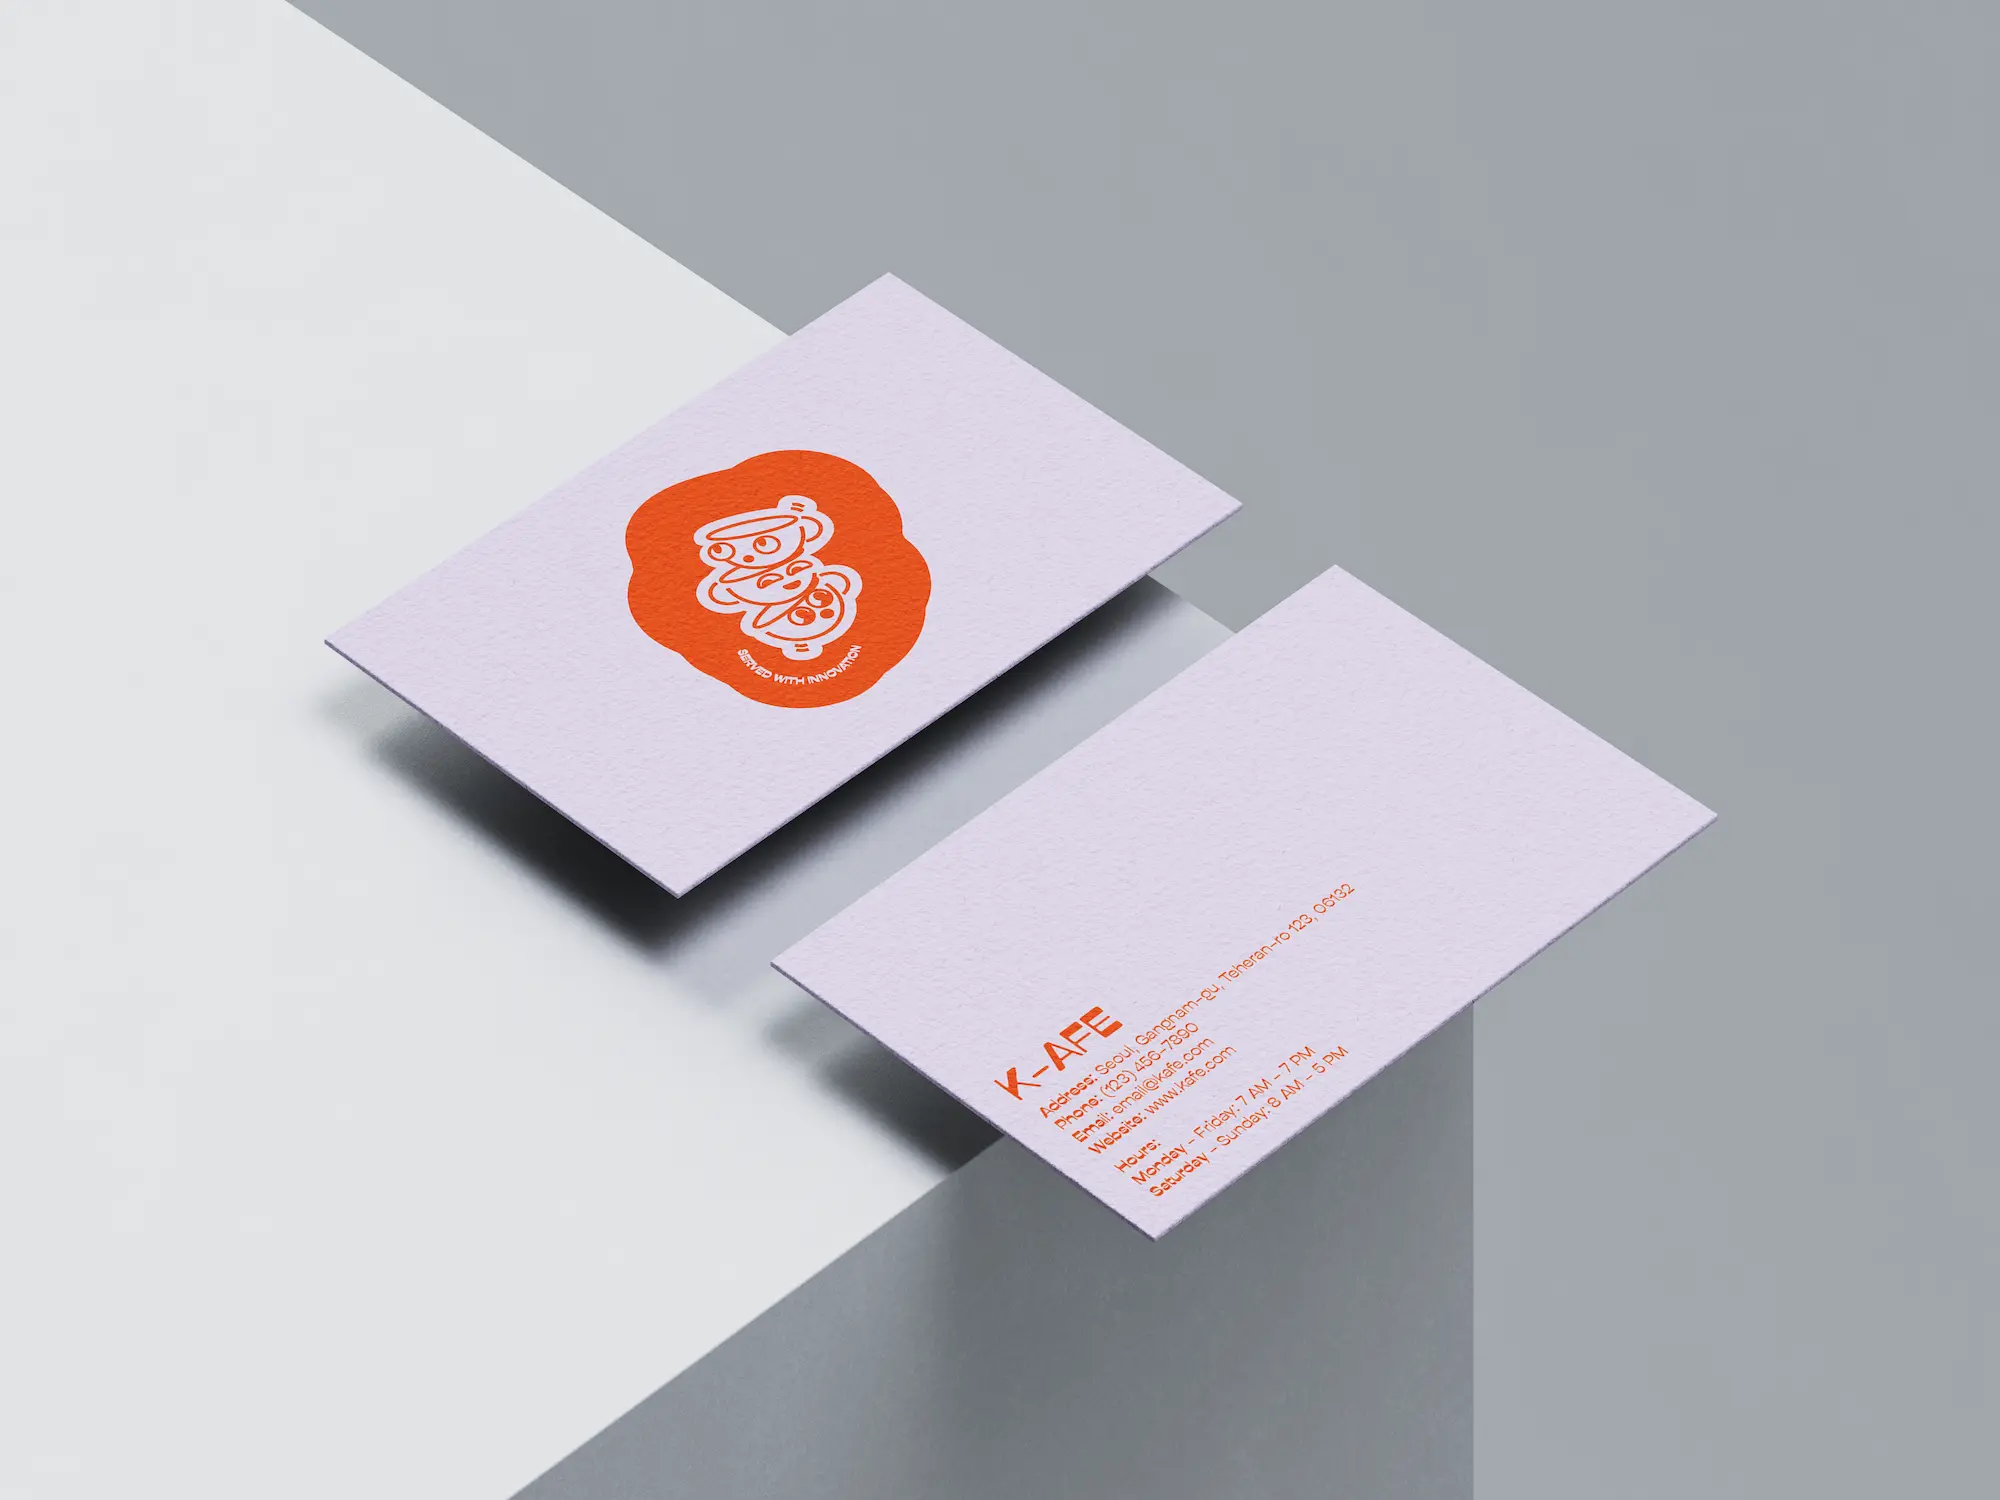 SERVED WITH INNOVATION
K-AFE
Address: Seoul, Gangnam-gu, Teheran-ro 123, 06132
Phone: (123) 456-7890
Email: email@kafe.com
Website: www.kafe.com
Hours:
Monday - Friday: 7 AM - 7 PM
Saturday - Sunday: 8 AM - 5 PM